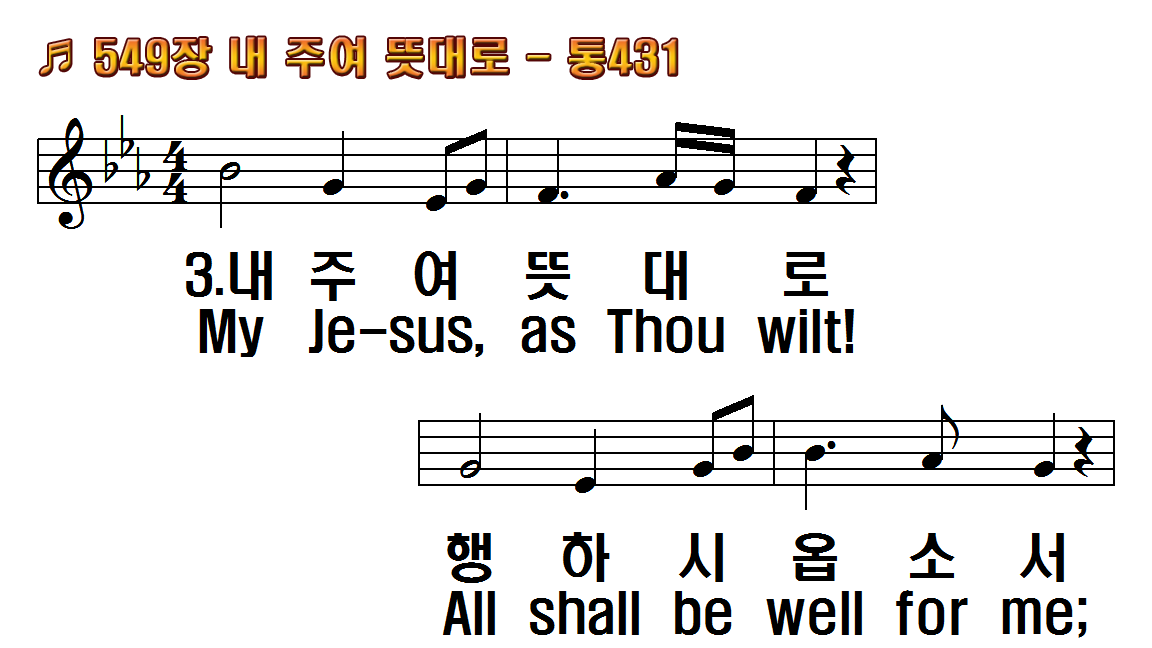 ♬ 549장 내 주여 뜻대로 - 통431
3.내 주 여 뜻 대 로
My Je-sus, as Thou wilt!
행 하 시 옵 소 서
All shall be well for me;